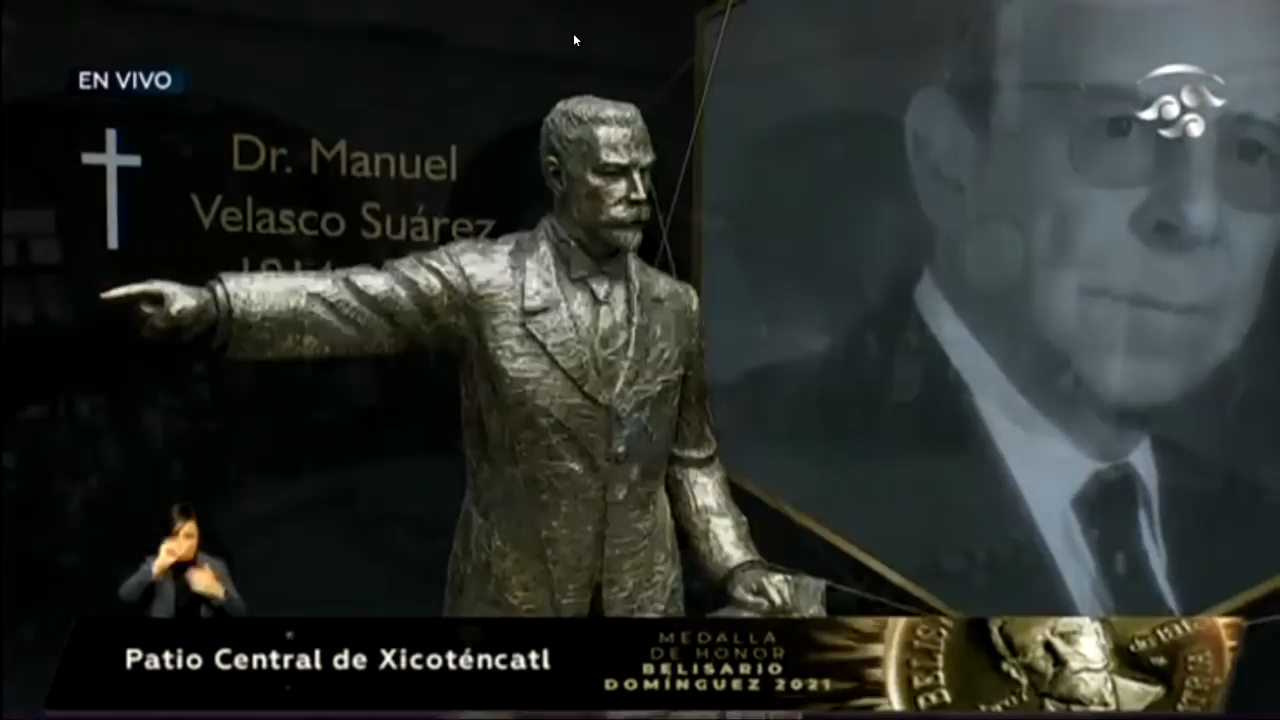 EN VIVO
Dr. Manuel
Velasco Suárez
Patio Central de Xicoténcatl
MEDALLA
DE HONOR
BELISARIO
DOMÍNGUEZ 2021